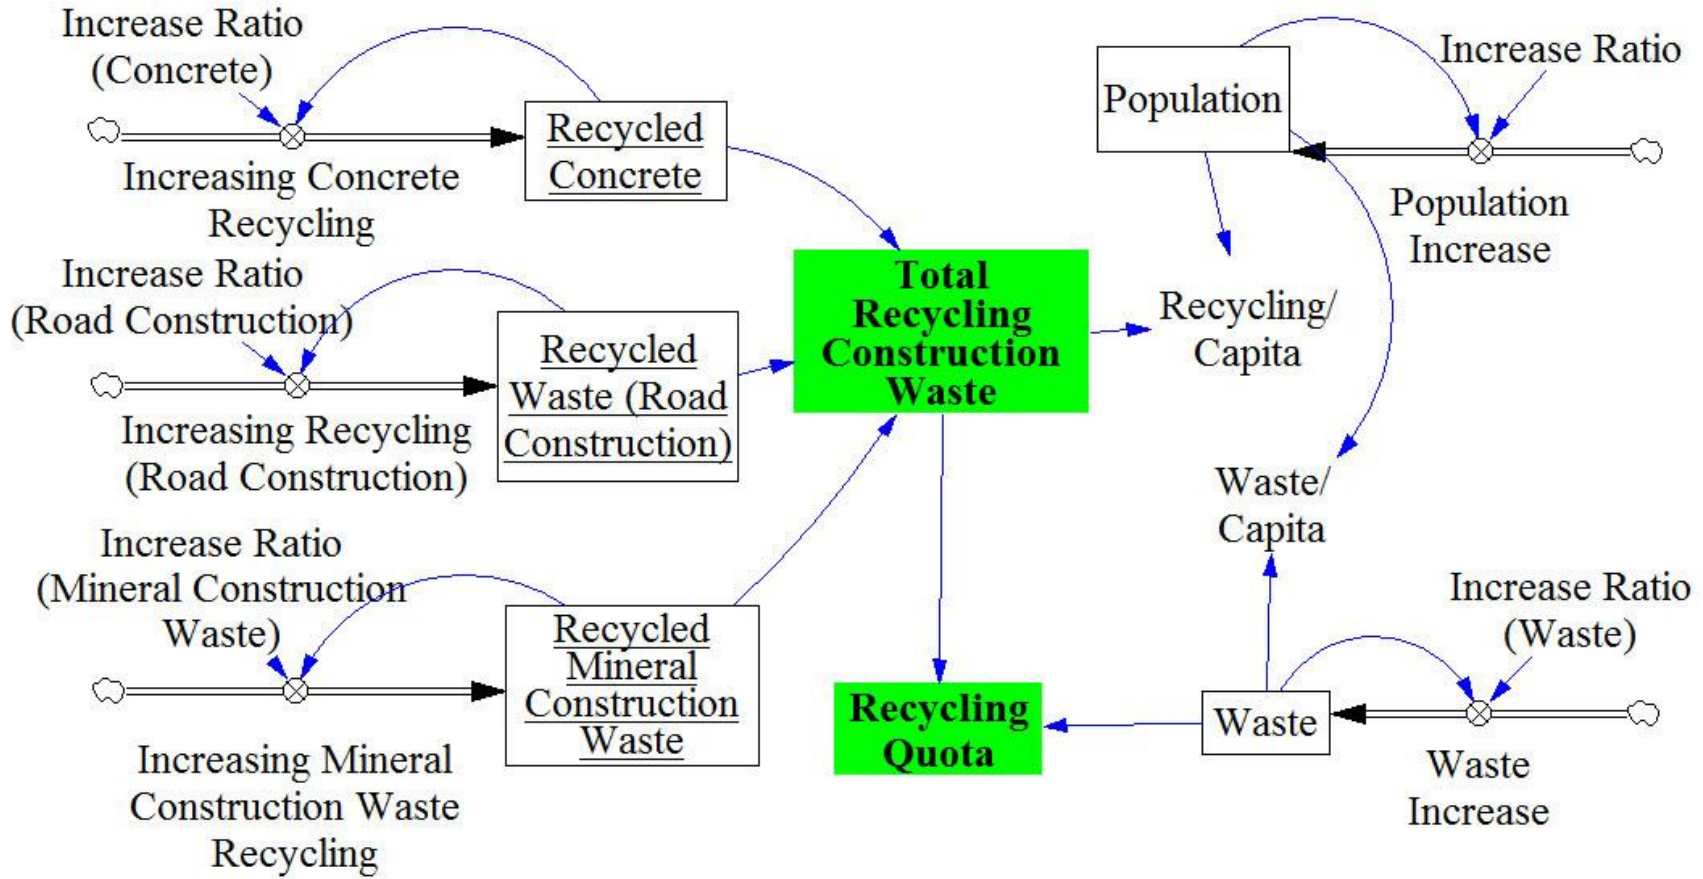 Increase Ratio
(Concrete)
Increasing Concrete
Recycling
Recycled
Concrete
Increase Ratio
(Road Construction)
Increasing Recycling
(Road Construction)
Recycled
Waste (Road
Construction)
Increase Ratio
(Mineral Construction
Waste)
Increasing Mineral
Construction Waste
Recycling
Recycled
Mineral
Construction
Waste
Total
Recycling
Construction
Waste
Recycling
Quota
Population
Increase Ratio
Population
Increase
Recycling/
Capita
Waste/
Capita
Increase Ratio
(Waste)
Waste
Waste
Increase